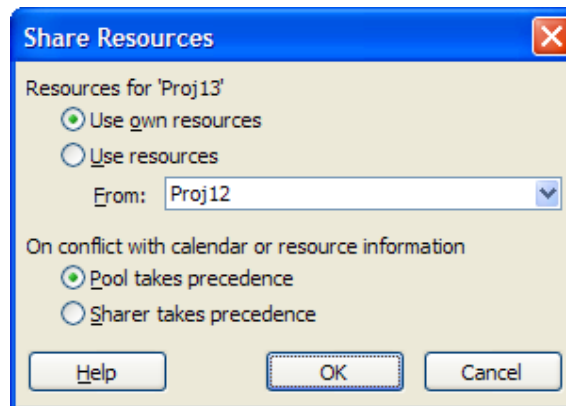 Share Resources
Resources for 'Proj13'
Use own resources
Use resources
From: Proj12
On conflict with calendar or resource information
Pool takes precedence
Sharer takes precedence
Help OK Cancel